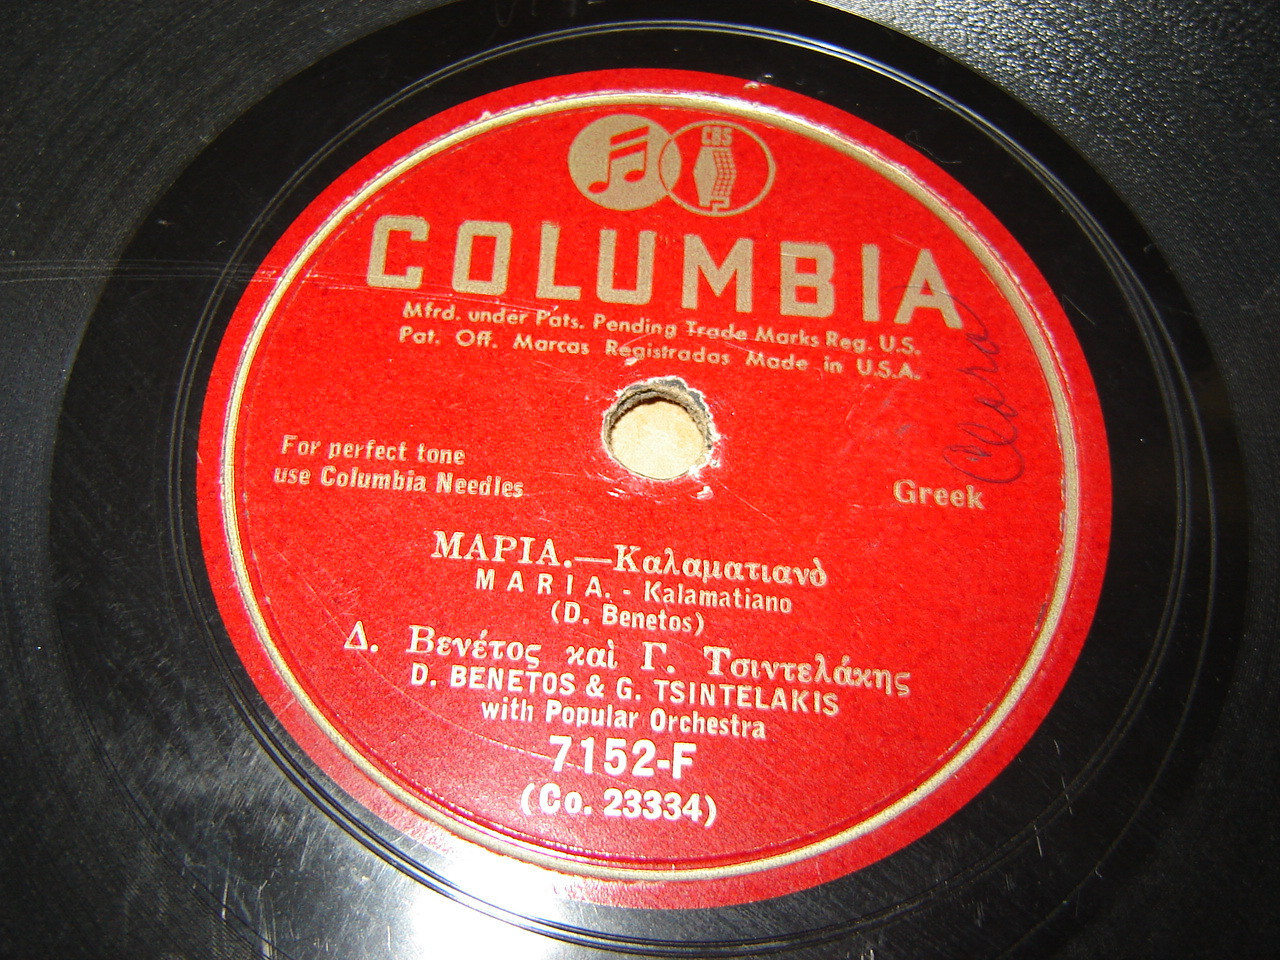 CBS
COLUMBIA
Mfrd. under Pats. Pending Trade Marks Reg. U.S.
Pat. Off. Marcas Registradas Made in U.S.A.
For perfect tone
use Columbia Needles
Greek
ΜΑΡΙΑ.—Καλαματιανὸ
MARIA. - Kalamatiano
(D. Benetos)
Δ. Βενέτος καὶ Γ. Τσιντελάκης
D. BENETOS & G. TSINTELAKIS
with Popular Orchestra
7152-F
(Co. 23334)